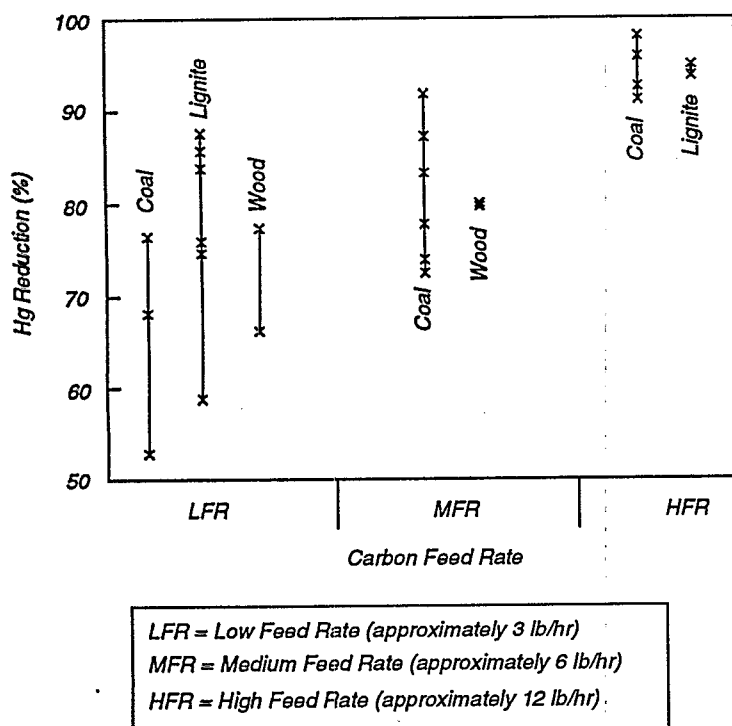 100
90
80
70
60
50
Hg Reduction (%)
Coal
Lignite
Wood
Coal
Wood
Coal
Lignite
LFR MFR HFR
Carbon Feed Rate
LFR = Low Feed Rate (approximately 3 lb/hr)
MFR = Medium Feed Rate (approximately 6 lb/hr)
HFR = High Feed Rate (approximately 12 lb/hr)